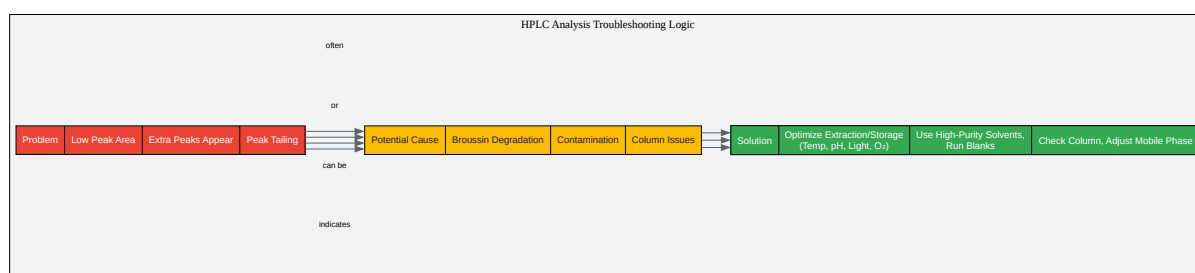 HPLC Analysis Troubleshooting Logic
often
or
Problem
Low Peak Area
Extra Peaks Appear
Peak Tailing
Potential Cause
Broussin Degradation
Contamination
Column Issues
Solution
Optimize Extraction/Storage
(Temp, pH, Light, O₂)
Use High-Purity Solvents,
Run Blanks
Check Column, Adjust Mobile Phase
can be
indicates